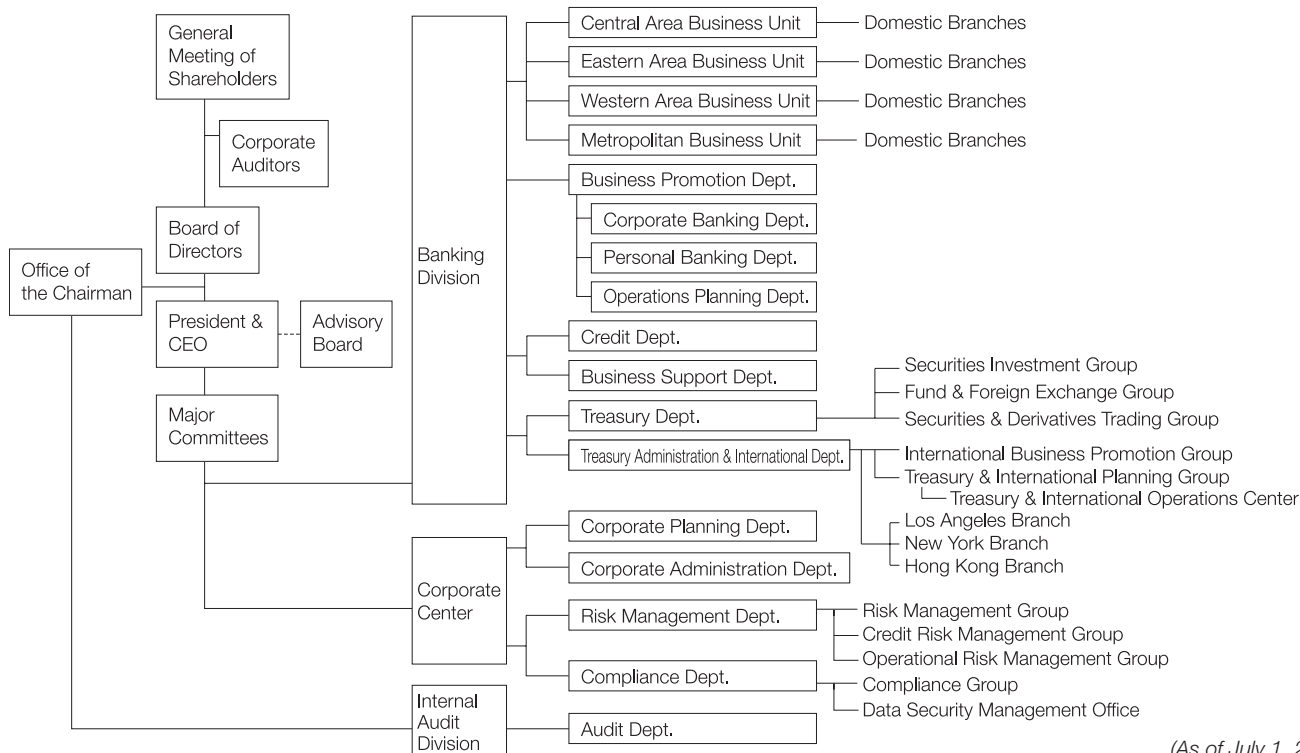 General
Meeting of
Shareholders
Corporate
Auditors
Board of
Directors
Office of
the Chairman
President &
CEO
Advisory
Board
Major
Committees
Banking
Division
Central Area Business Unit
Domestic Branches
Eastern Area Business Unit
Domestic Branches
Western Area Business Unit
Domestic Branches
Metropolitan Business Unit
Domestic Branches
Business Promotion Dept.
Corporate Banking Dept.
Personal Banking Dept.
Operations Planning Dept.
Credit Dept.
Business Support Dept.
Treasury Dept.
Securities Investment Group
Fund & Foreign Exchange Group
Securities & Derivatives Trading Group
Treasury Administration & International Dept.
International Business Promotion Group
Treasury & International Planning Group
Treasury & International Operations Center
Los Angeles Branch
New York Branch
Hong Kong Branch
Corporate
Center
Corporate Planning Dept.
Corporate Administration Dept.
Risk Management Dept.
Risk Management Group
Credit Risk Management Group
Operational Risk Management Group
Compliance Dept.
Compliance Group
Data Security Management Office
Internal
Audit
Division
Audit Dept.
(As of July 1, 2